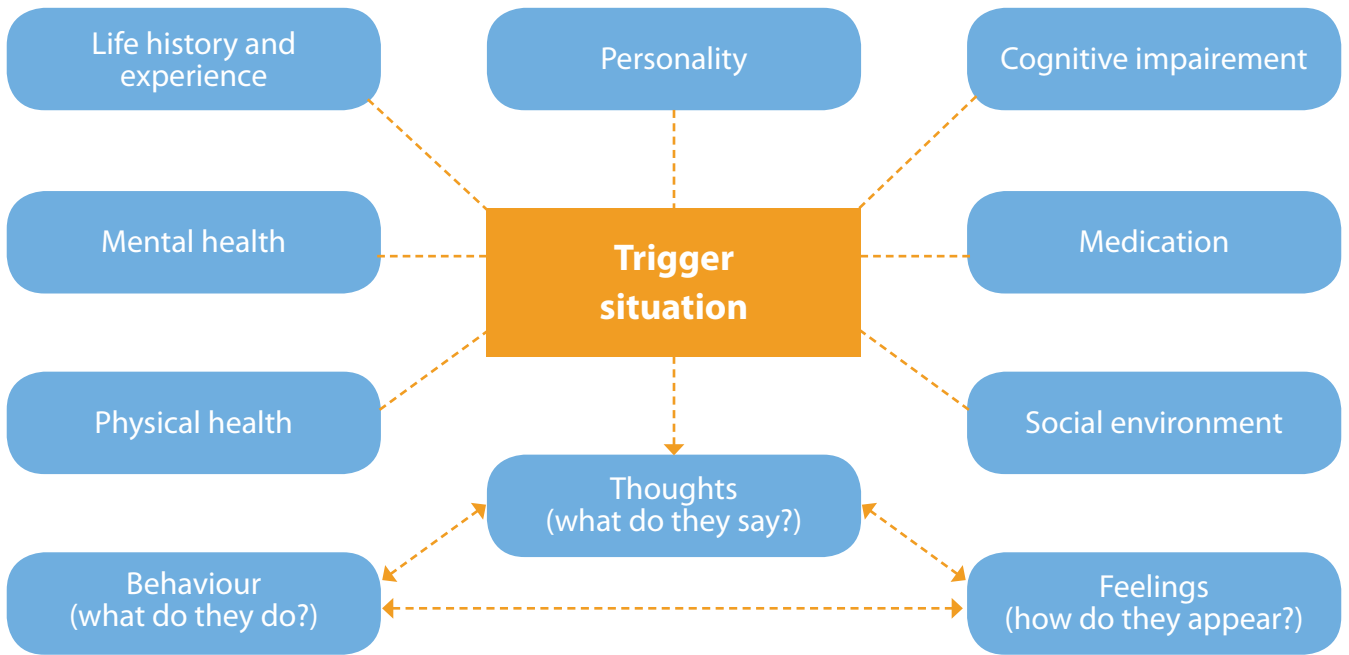 Life history and
experience
Personality
Cognitive impairement
Mental health
Trigger
situation
Medication
Physical health
Social environment
Thoughts
(what do they say?)
Behaviour
(what do they do?)
Feelings
(how do they appear?)